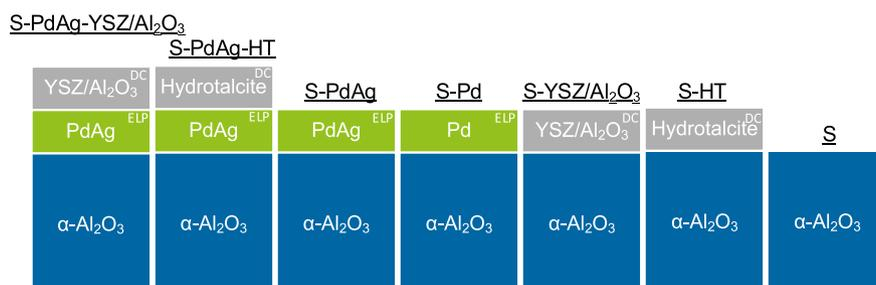 S-PdAg-YSZ/Al₂O₃
S-PdAg-HT
S-PdAg
S-Pd
S-YSZ/Al₂O₃
S-HT
S
YSZ/Al₂O₃ DC
Hydrotalcite DC
PdAg ELP
PdAg ELP
PdAg ELP
Pd ELP
YSZ/Al₂O₃ DC
Hydrotalcite DC
α-Al₂O₃
α-Al₂O₃
α-Al₂O₃
α-Al₂O₃
α-Al₂O₃
α-Al₂O₃
α-Al₂O₃